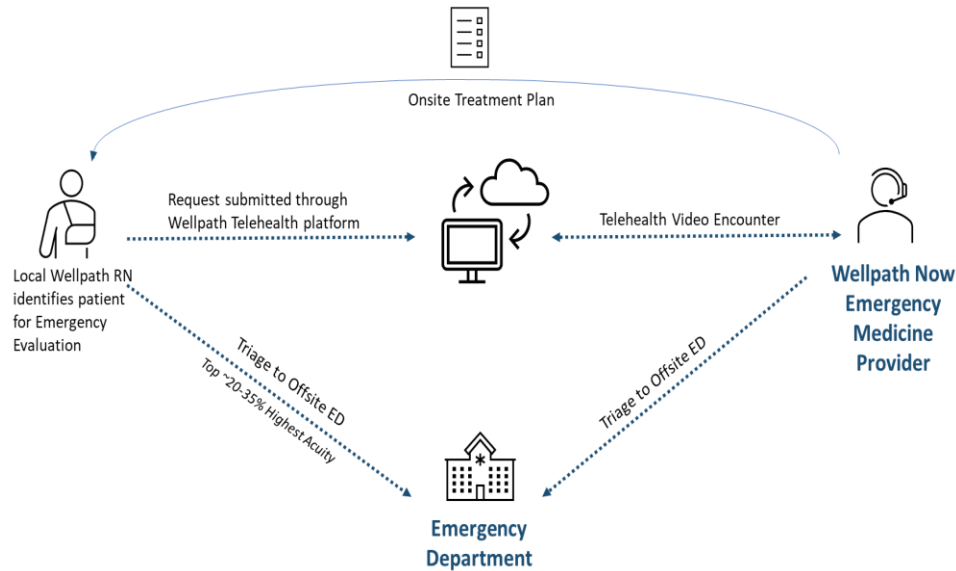 Onsite Treatment Plan
Request submitted through
Wellpath Telehealth platform
Telehealth Video Encounter
Local Wellpath RN
identifies patient
for Emergency
Evaluation
Wellpath Now
Emergency
Medicine
Provider
Triage to Offsite ED
Top ~20-35% Highest Acuity
Triage to Offsite ED
Emergency
Department